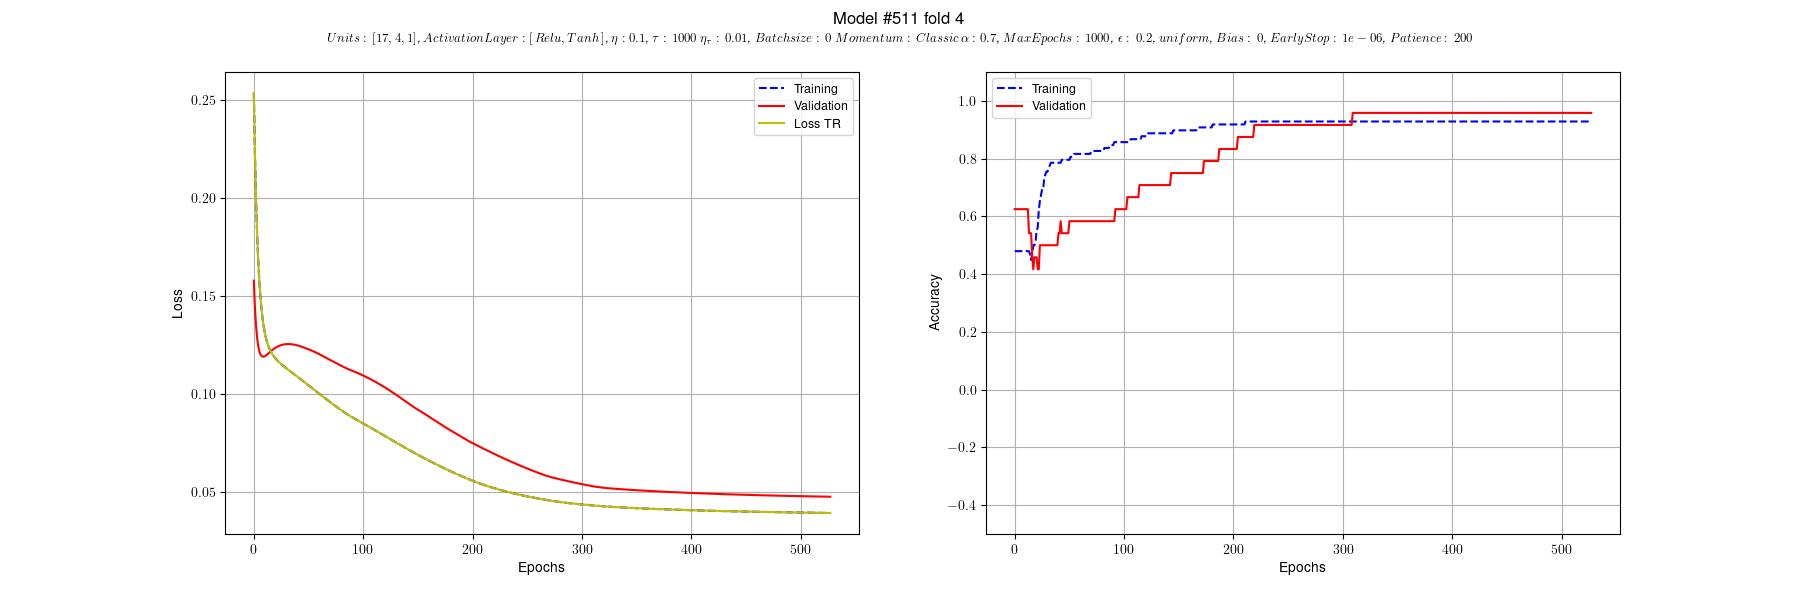 Model #511 fold 4
Units : [17, 4, 1], ActivationLayer : [ Relu, Tanh], η : 0.1, τ : 1000 ητ : 0.01, Batchsize : 0 Momentum : Classic α : 0.7, MaxEpochs : 1000, ϵ : 0.2, uniform, Bias : 0, EarlyStop : 1e − 06, Patience : 200
Training
Validation
Loss TR
0.25
0.20
0.15
0.10
0.05
Loss
0 100 200 300 400 500
Epochs
Training
Validation
1.0
0.8
0.6
0.4
0.2
0.0
−0.2
−0.4
Accuracy
0 100 200 300 400 500
Epochs